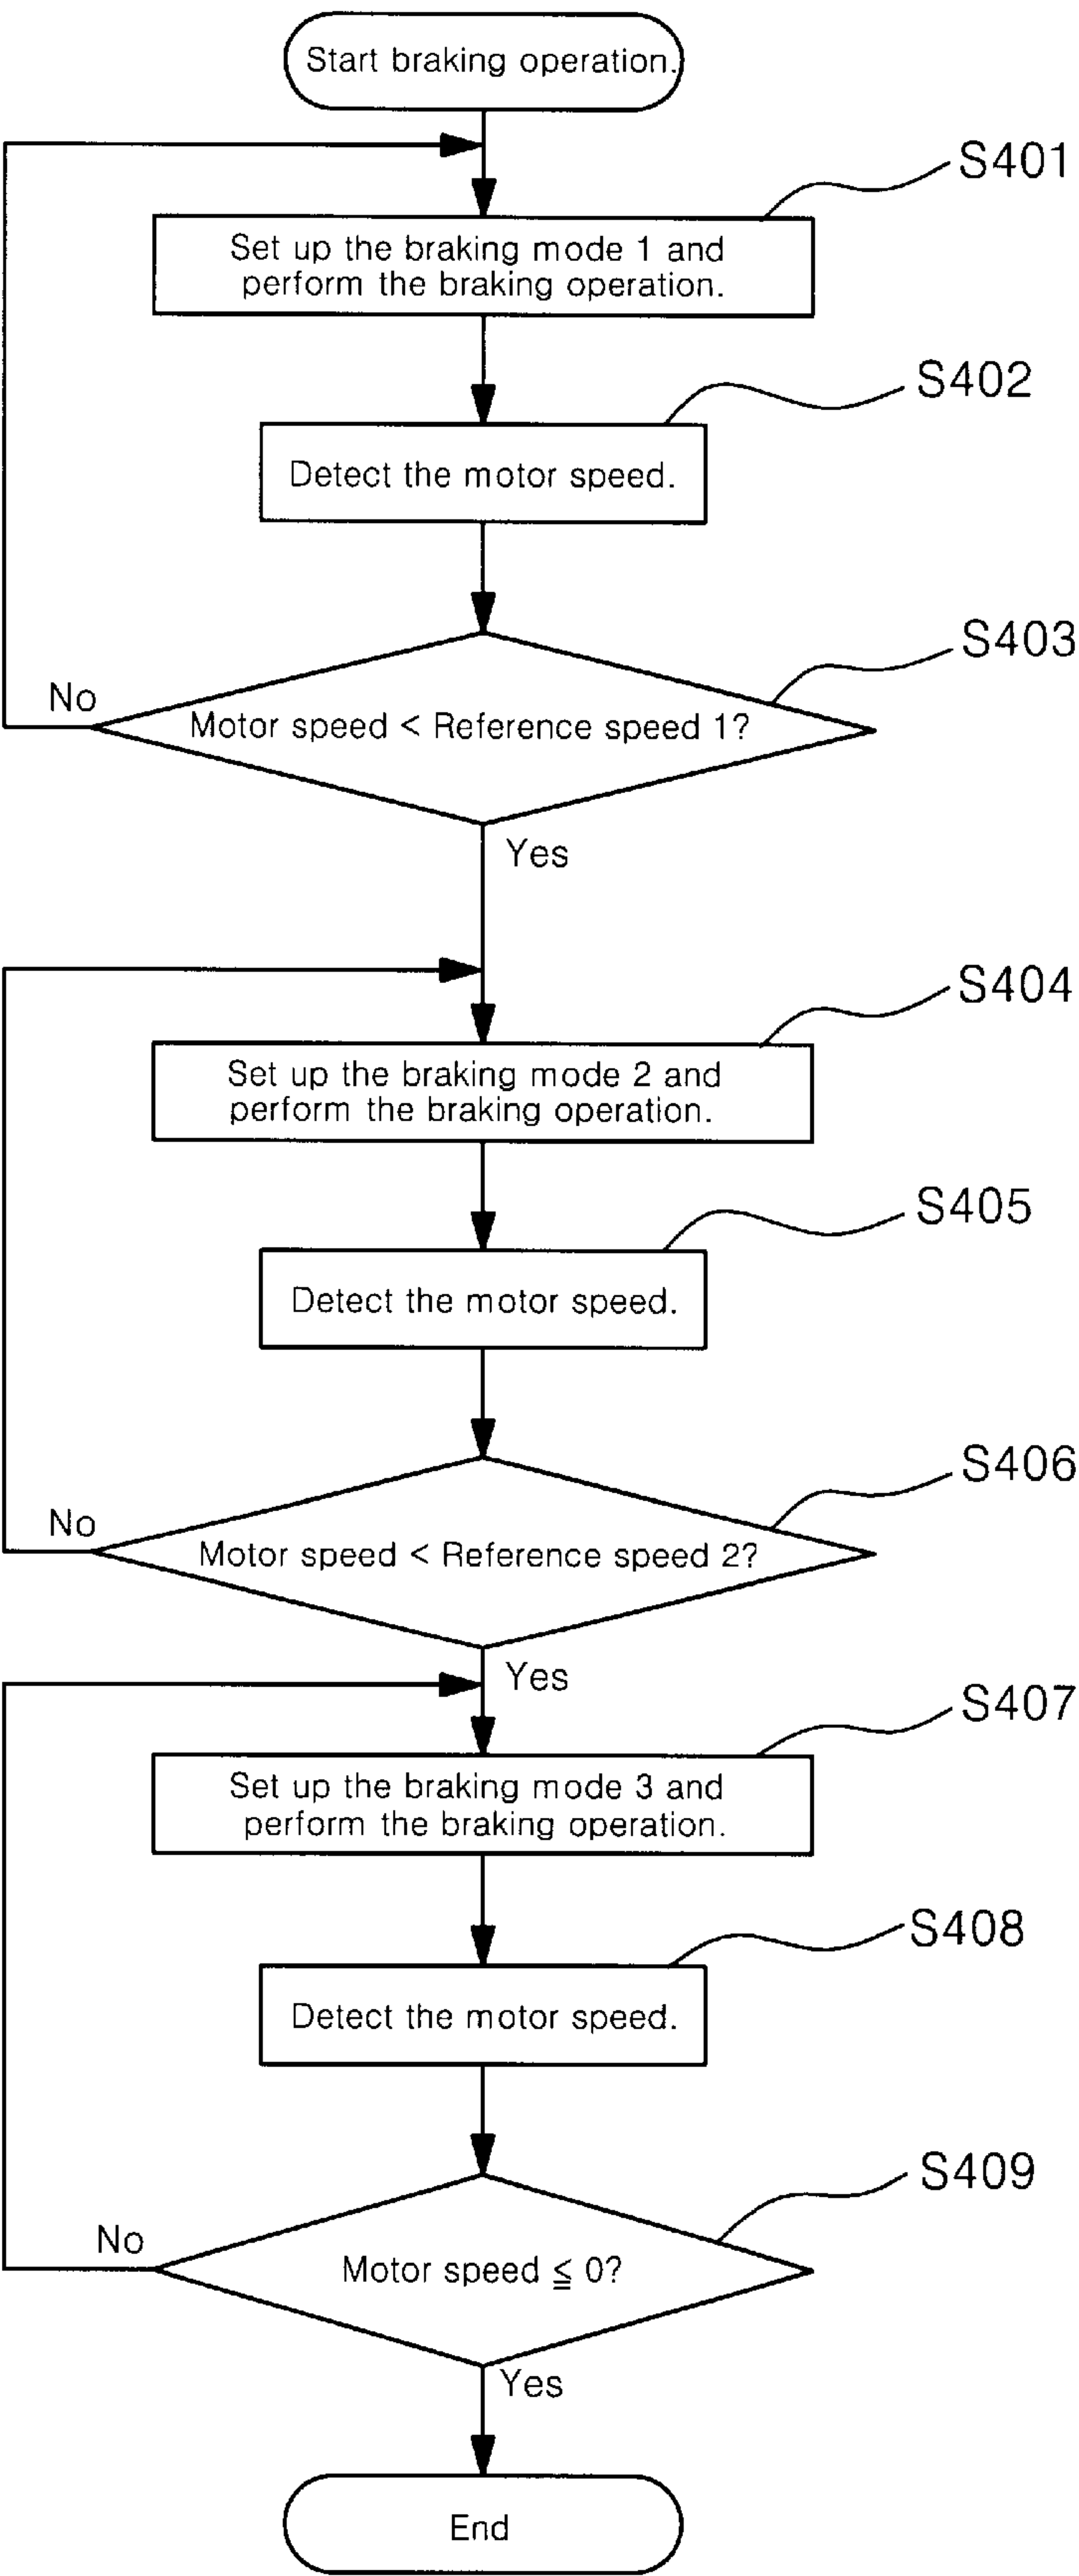 Start braking operation.
S401
Set up the braking mode 1 and
perform the braking operation.
S402
Detect the motor speed.
S403
No
Motor speed < Reference speed 1?
Yes
S404
Set up the braking mode 2 and
perform the braking operation.
S405
Detect the motor speed.
S406
No
Motor speed < Reference speed 2?
Yes
S407
Set up the braking mode 3 and
perform the braking operation.
S408
Detect the motor speed.
S409
No
Motor speed ≦ 0?
Yes
End